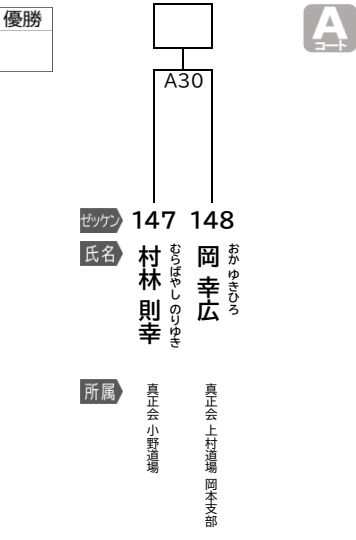 優勝
A
コート
A30
ゼッケン
147
148
氏名
村林 則幸
むらばやし のりゆき
岡 幸広
おか ゆきひろ
所属
真正会 小野道場
真正会 上村道場 岡本支部